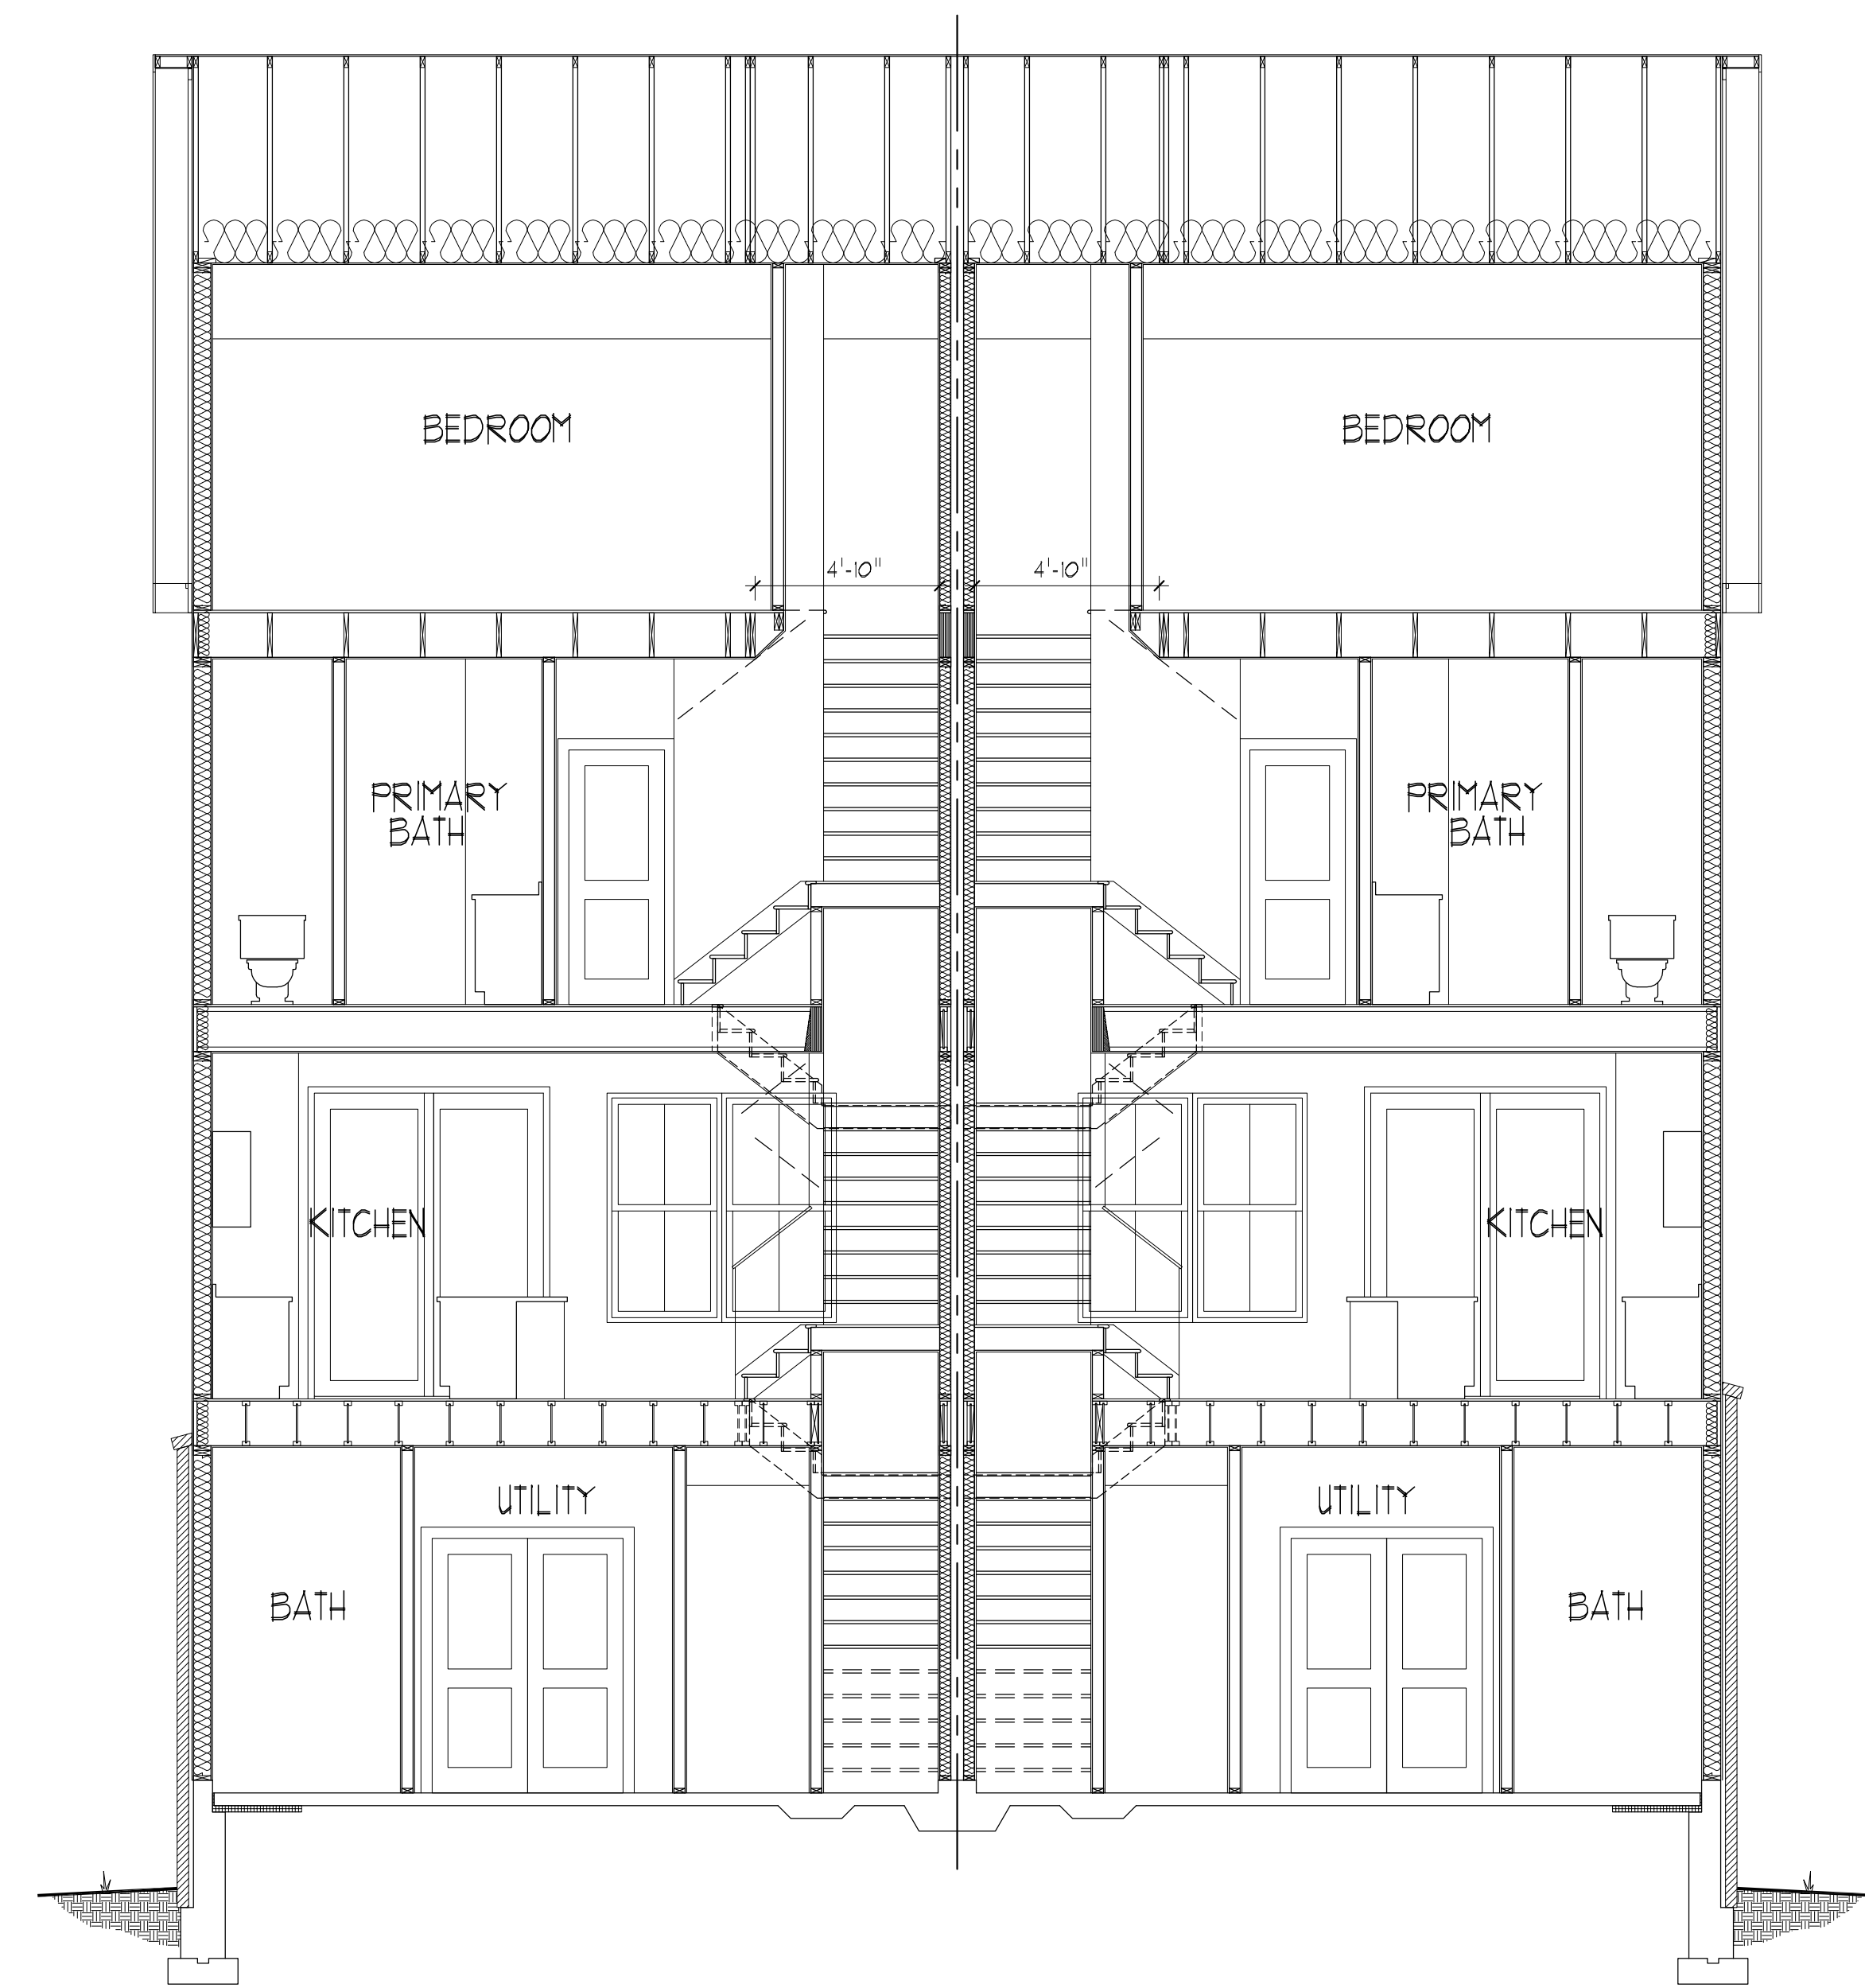 BEDROOM
BEDROOM
4'-10"
4'-10"
PRIMARY
BATH
PRIMARY
BATH
KITCHEN
KITCHEN
UTILITY
UTILITY
BATH
BATH